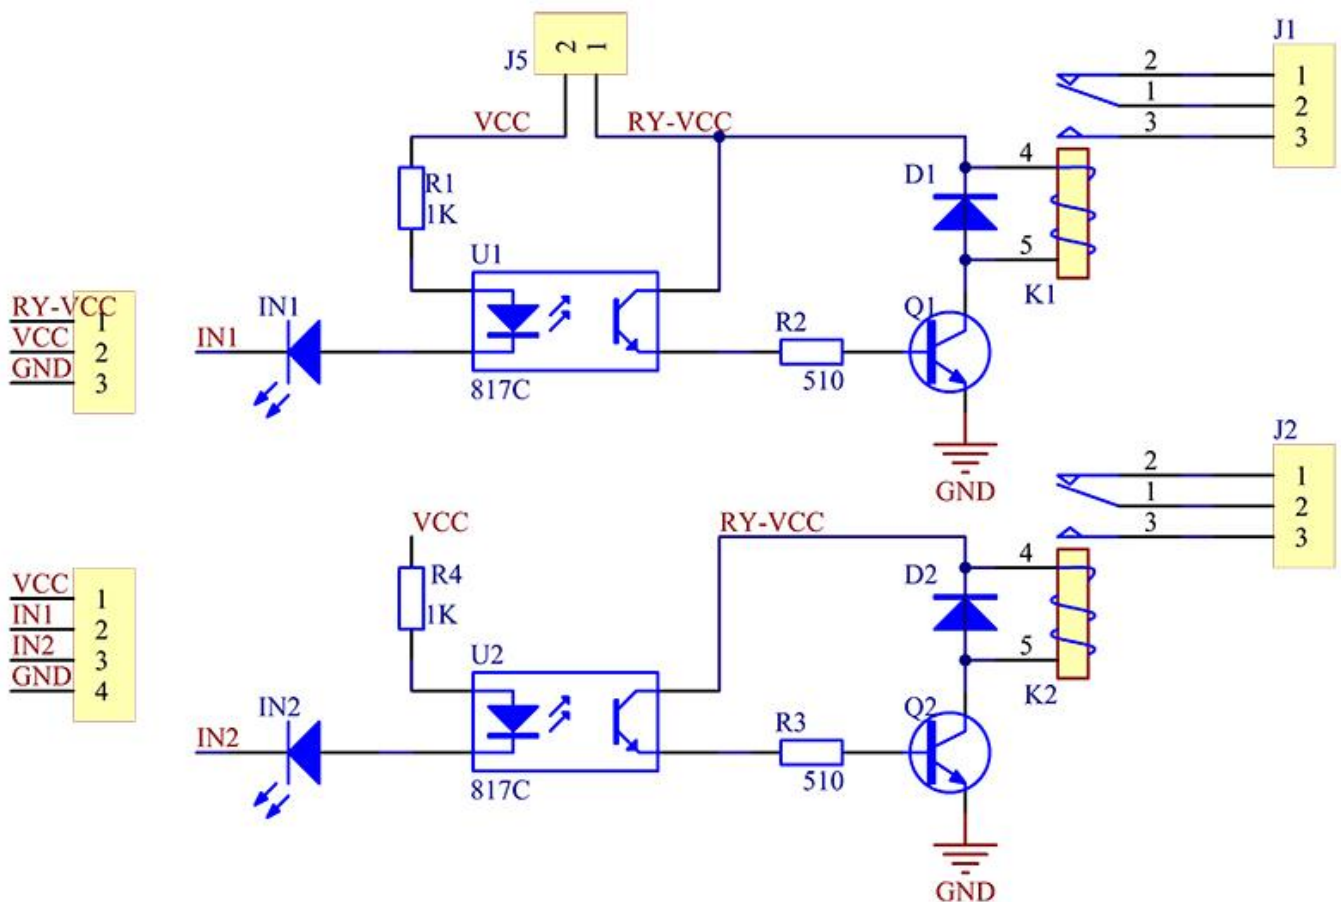 J5
2 1
VCC
RY-VCC
R1
1K
U1
817C
RY-VCC
VCC
GND
1
2
3
IN1
IN1
R2
510
D1
4
5
K1
Q1
GND
J1
2
1
3
1
2
3
VCC
IN1
IN2
GND
1
2
3
4
VCC
R4
1K
U2
817C
IN2
IN2
RY-VCC
R3
510
D2
4
5
K2
Q2
GND
J2
2
1
3
1
2
3